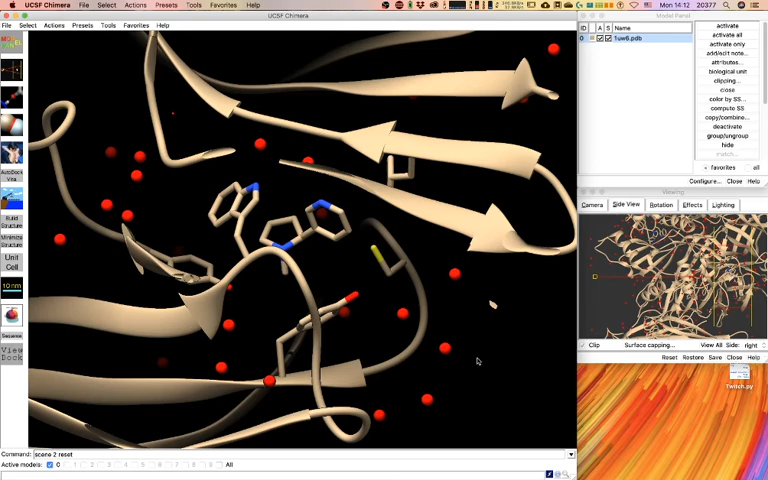 UCSF Chimera File Select Actions Presets Tools Favorites Help Mon 14:12 20377
UCSF Chimera
File Select Actions Presets Tools Favorites Help
AutoDock
Vina
Build
Structure
Minimize
Structure
Unit
Cell
10 nm
Sequence
View
Dock
Command: scene 2 reset
Active models: 0 1 2 3 4 5 6 7 8 9 All
Model Panel
ID A S Name
0 1uw6.pdb
activate
activate all
activate only
add/edit note...
attributes...
biological unit
clipping...
close
color by SS...
compute SS
copy/combine...
deactivate
group/ungroup
hide
match...
favorites all
Configure... Close Help
Viewing
Camera Side View Rotation Effects Lighting
Clip Surface capping... View All Side: right
Reset Restore Save Close Help
Twitch.py